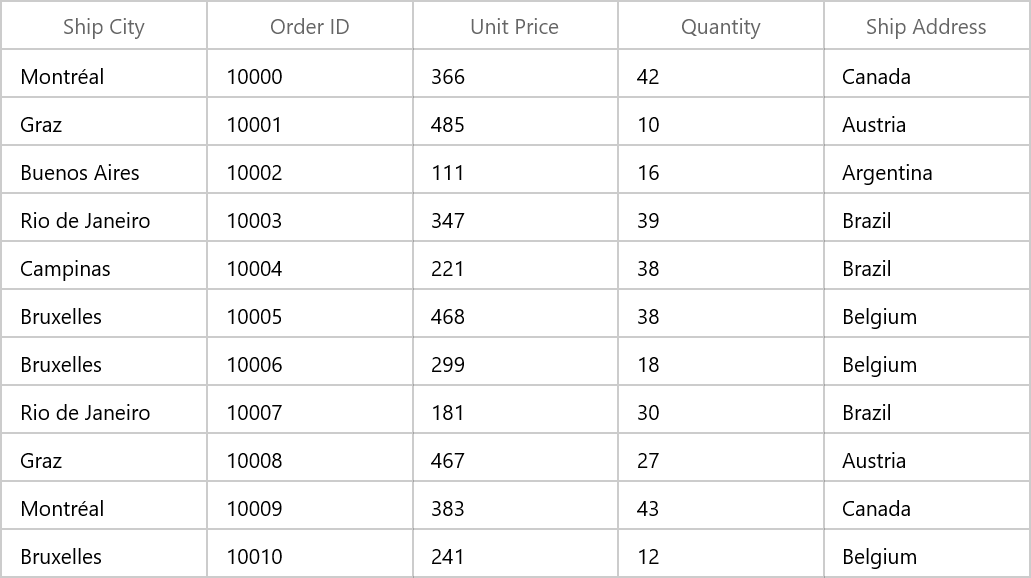 Ship City Order ID Unit Price Quantity Ship Address
Montréal 10000 366 42 Canada
Graz 10001 485 10 Austria
Buenos Aires 10002 111 16 Argentina
Rio de Janeiro 10003 347 39 Brazil
Campinas 10004 221 38 Brazil
Bruxelles 10005 468 38 Belgium
Bruxelles 10006 299 18 Belgium
Rio de Janeiro 10007 181 30 Brazil
Graz 10008 467 27 Austria
Montréal 10009 383 43 Canada
Bruxelles 10010 241 12 Belgium